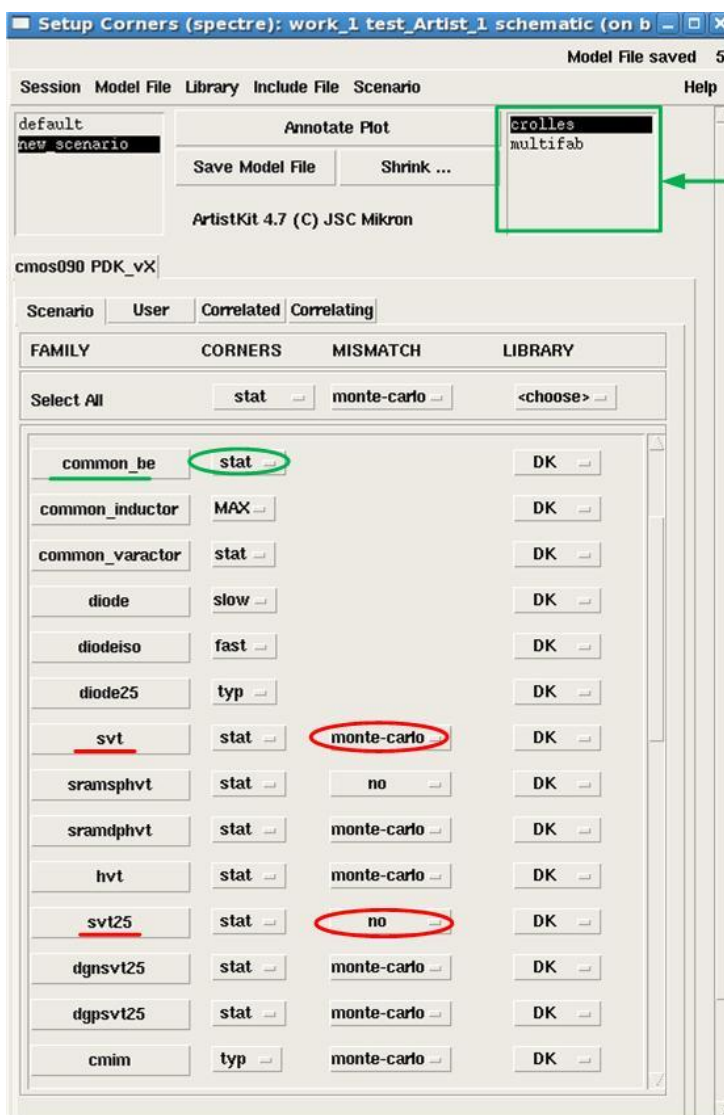 Setup Corners (spectre): work_1 test_Artist_1 schematic (on b
Model File saved 5
Session Model File Library Include File Scenario Help
default
new_scenario
Annotate Plot
Save Model File Shrink ...
ArtistKit 4.7 (C) JSC Mikron
crolles
multifab
cmos090 PDK_vX
Scenario User Correlated Correlating
FAMILY CORNERS MISMATCH LIBRARY
Select All stat monte-carlo <choose>
common_be stat DK
common_inductor MAX DK
common_varactor stat DK
diode slow DK
diodeiso fast DK
diode25 typ DK
svt stat monte-carlo DK
sramsphvt stat no DK
sramdphvt stat monte-carlo DK
hvt stat monte-carlo DK
svt25 stat no DK
dgnsvt25 stat monte-carlo DK
dgpsvt25 stat monte-carlo DK
cmim typ monte-carlo DK